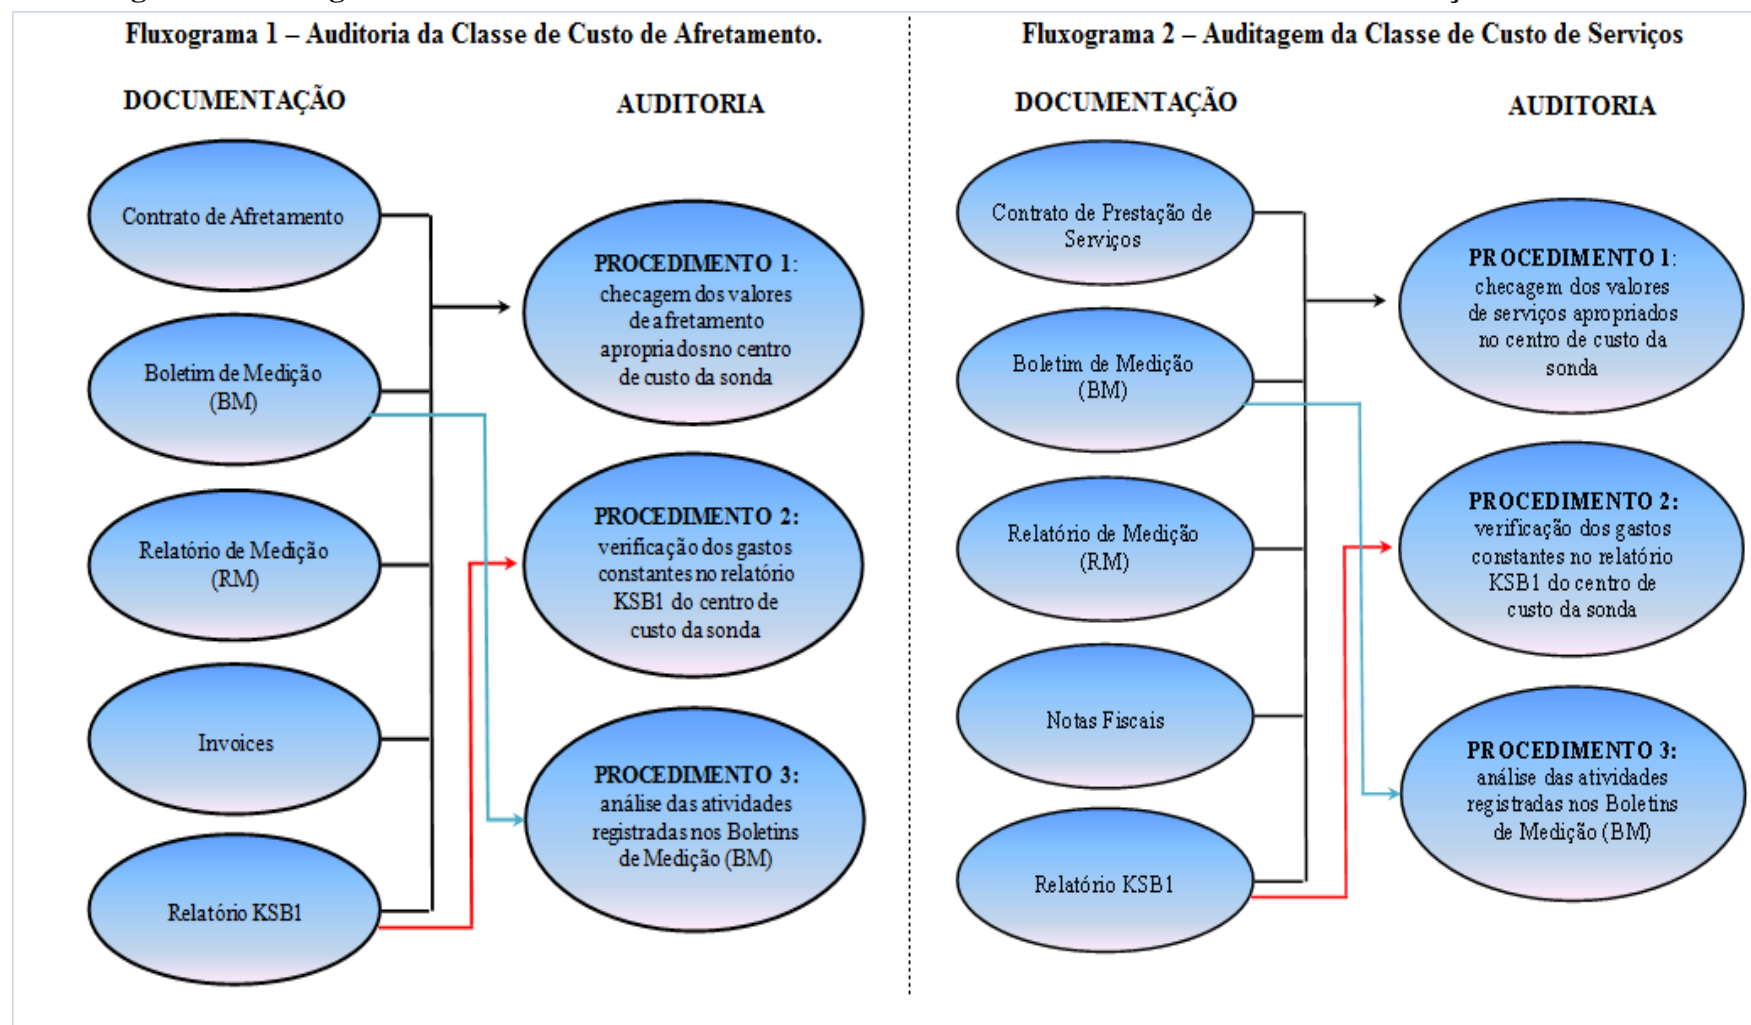 Fluxograma 1 – Auditoria da Classe de Custo de Afretamento.
DOCUMENTAÇÃO
AUDITORIA
Contrato de Afretamento
Boletim de Medição
(BM)
Relatório de Medição
(RM)
Invoices
Relatório KSB1
PROCEDIMENTO 1:
checagem dos valores
de afretamento
apropriados no centro
de custo da sonda
PROCEDIMENTO 2:
verificação dos gastos
constantes no relatório
KSB1 do centro de
custo da sonda
PROCEDIMENTO 3:
análise das atividades
registradas nos Boletins
de Medição (BM)
Fluxograma 2 – Auditagem da Classe de Custo de Serviços
DOCUMENTAÇÃO
AUDITORIA
Contrato de Prestação de
Serviços
Boletim de Medição
(BM)
Relatório de Medição
(RM)
Notas Fiscais
Relatório KSB1
PROCEDIMENTO 1:
checagem dos valores
de serviços apropriados
no centro de custo da
sonda
PROCEDIMENTO 2:
verificação dos gastos
constantes no relatório
KSB1 do centro de
custo da sonda
PROCEDIMENTO 3:
análise das atividades
registradas nos Boletins
de Medição (BM)